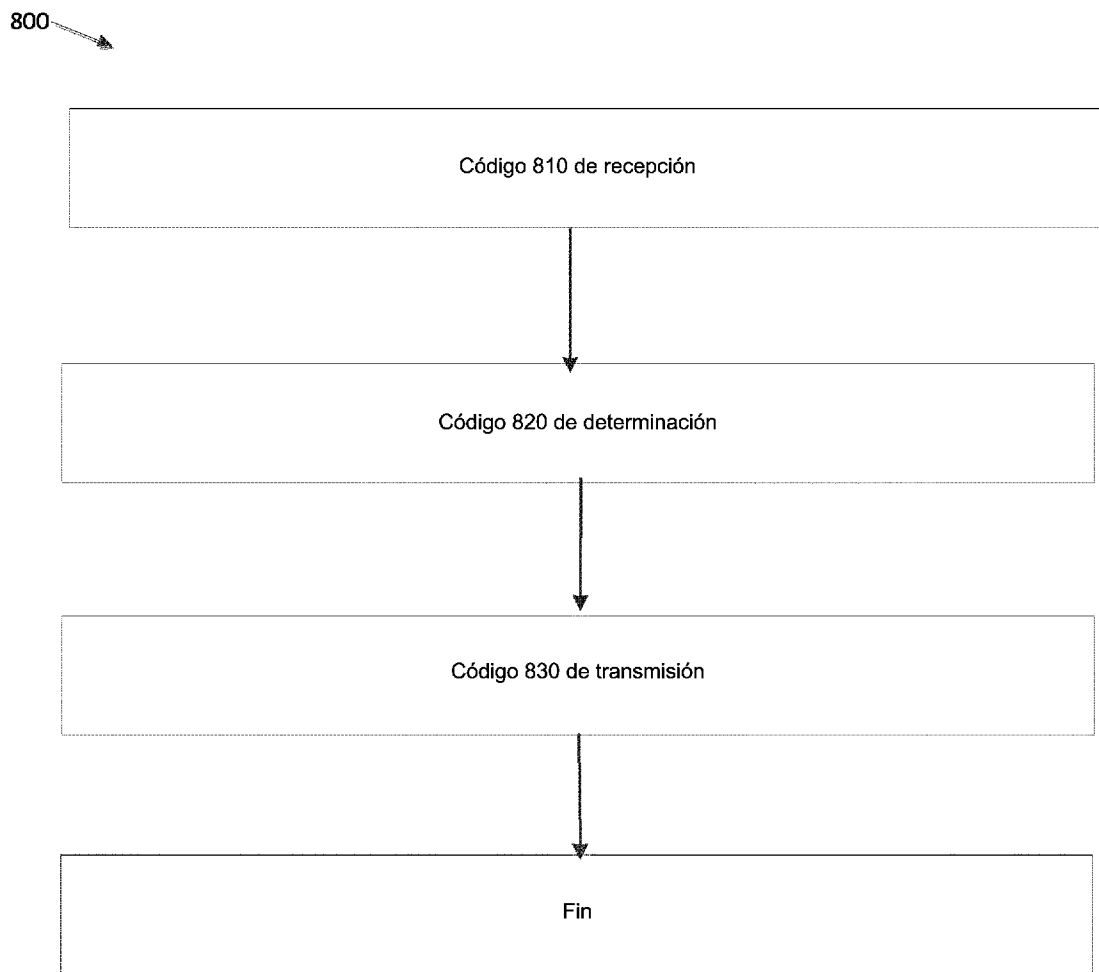 800
Código 810 de recepción
Código 820 de determinación
Código 830 de transmisión
Fin